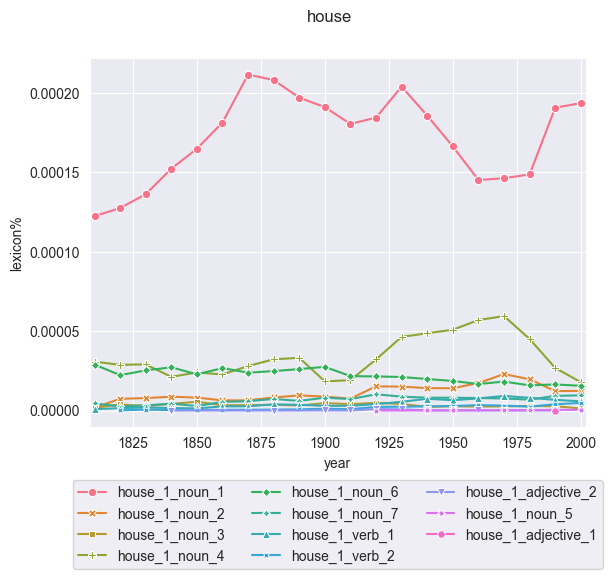 house
0.00020
0.00015
0.00010
0.00005
0.00000
lexicon%
1825 1850 1875 1900 1925 1950 1975 2000
year
house_1_noun_1 house_1_noun_6 house_1_adjective_2
house_1_noun_2 house_1_noun_7 house_1_noun_5
house_1_noun_3 house_1_verb_1 house_1_adjective_1
house_1_noun_4 house_1_verb_2